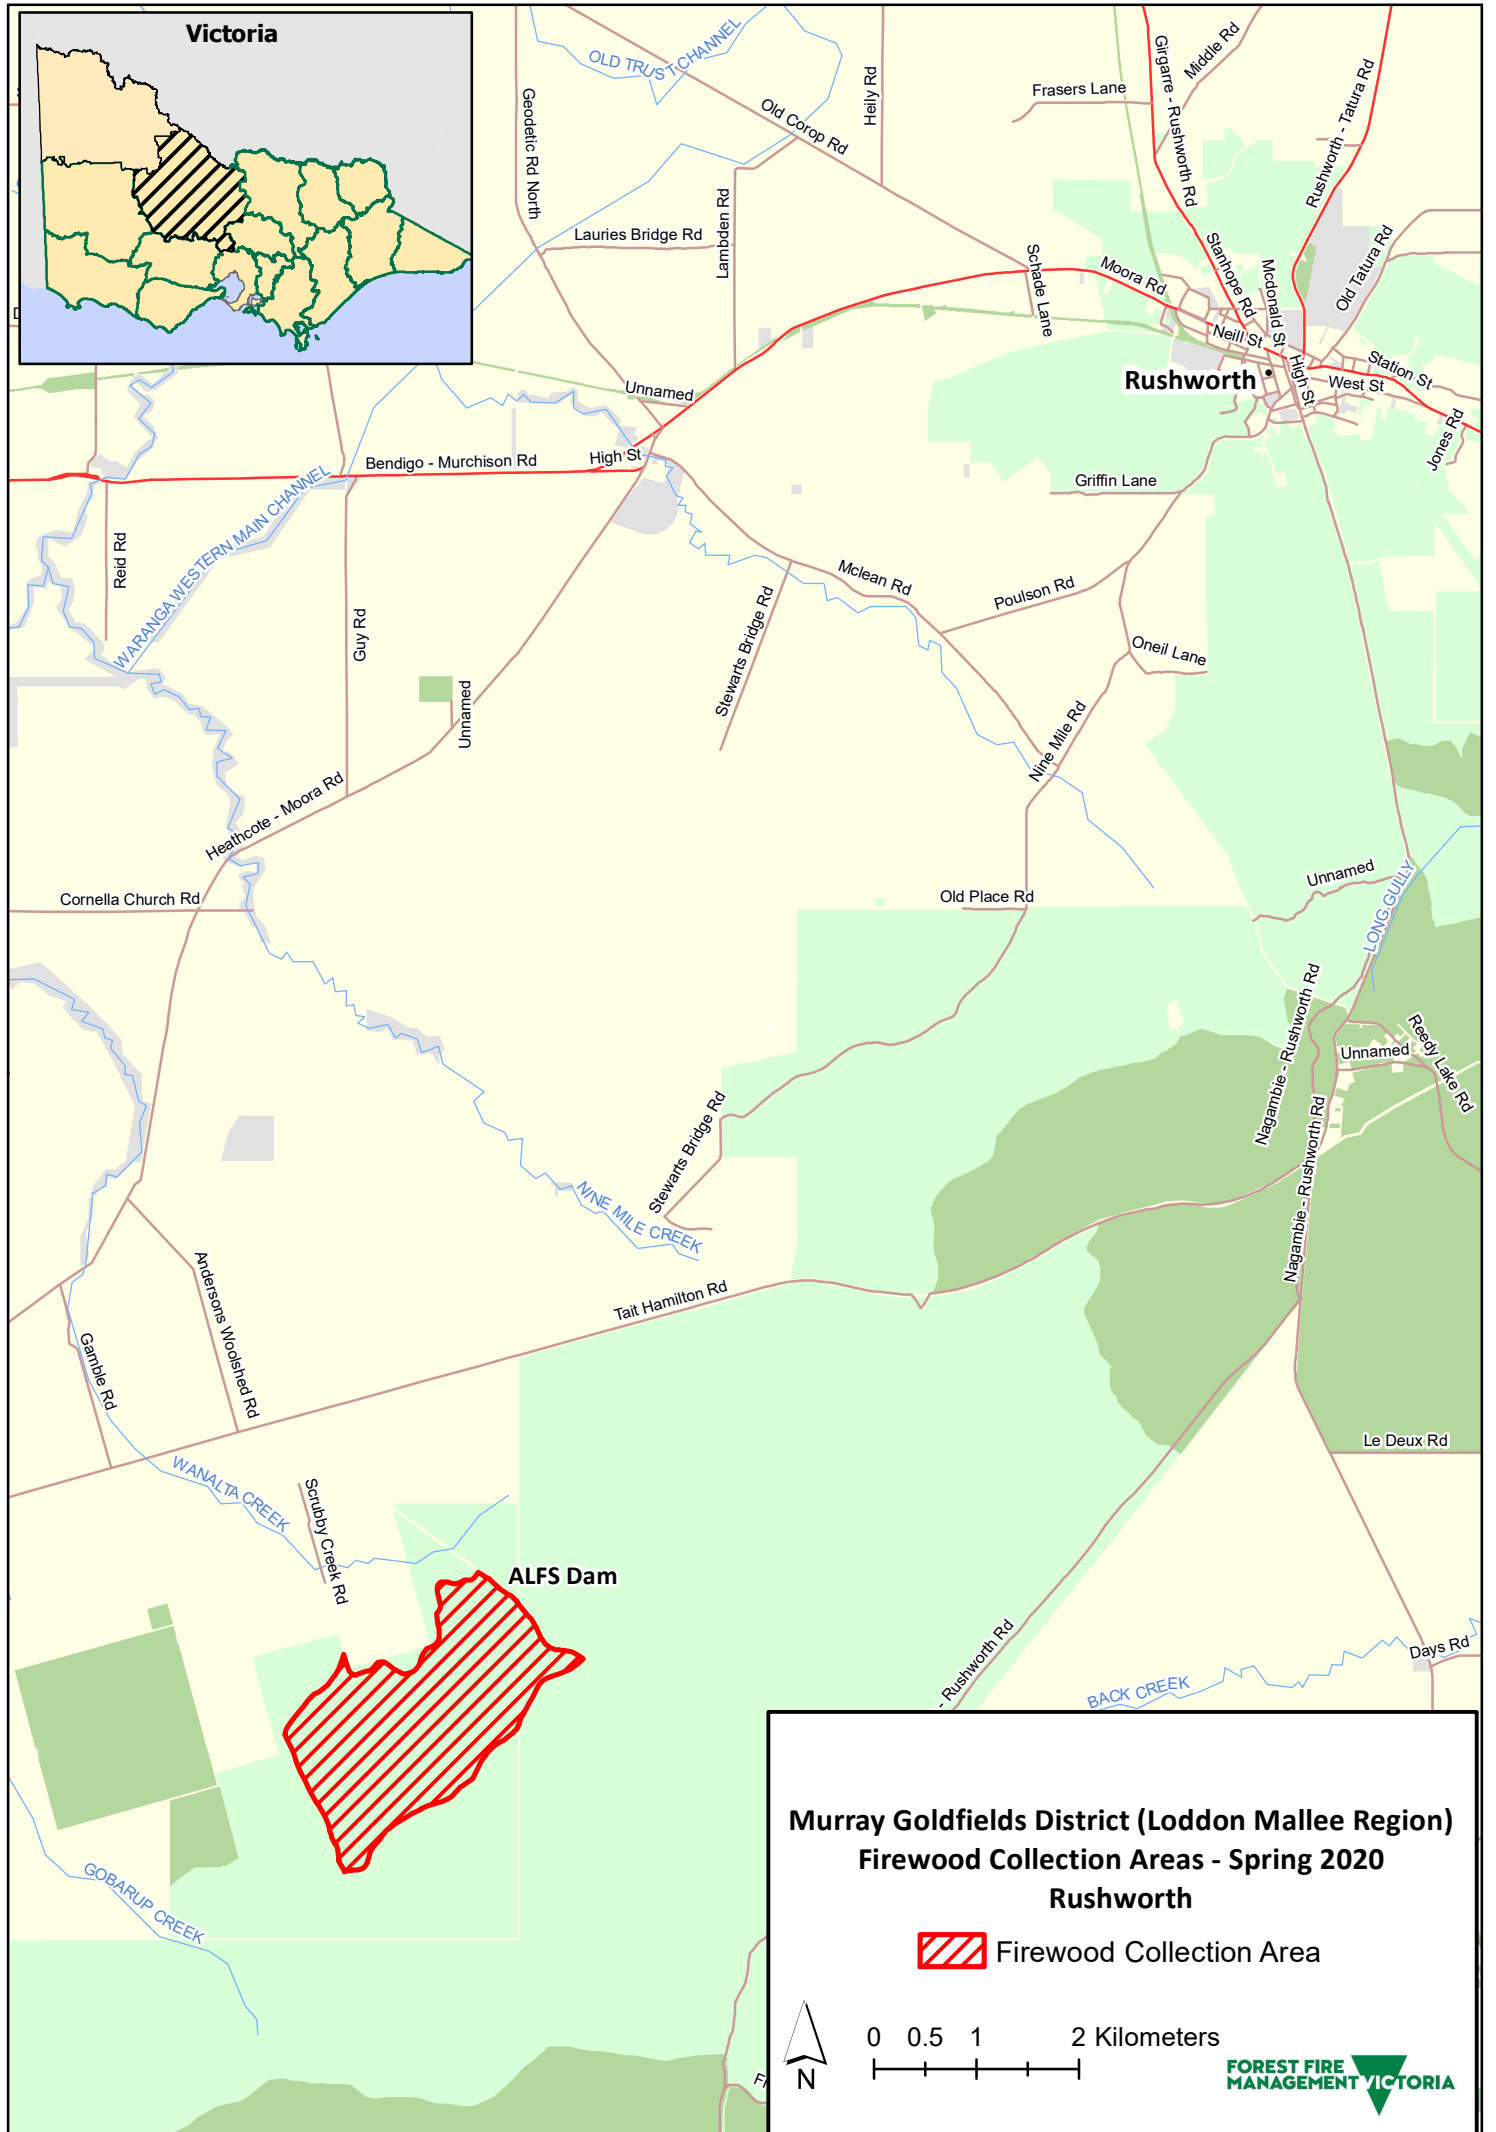 Victoria
OLD TRUST CHANNEL
Geodetic Rd North
Old Corop Rd
Heily Rd
Frasers Lane
Girgarre - Rushworth Rd
Middle Rd
Rushworth - Tatura Rd
Lauries Bridge Rd
Lambden Rd
Schade Lane
Moora Rd
Stanhope Rd
Mcdonald St
Old Tatura Rd
Neill St
High St
Station St
West St
Rushworth
Jones Rd
Unnamed
High St
Bendigo - Murchison Rd
Griffin Lane
WARANGA WESTERN MAIN CHANNEL
Reid Rd
Guy Rd
Mclean Rd
Poulson Rd
Stewarts Bridge Rd
Oneil Lane
Unnamed
Nine Mile Rd
Heathcote - Moora Rd
Cornella Church Rd
Old Place Rd
Unnamed
LONG GULLY
Nagambie - Rushworth Rd
Reedy Lake Rd
Unnamed
Nagambie - Rushworth Rd
Stewarts Bridge Rd
NINE MILE CREEK
Andersons Woolshed Rd
Tait Hamilton Rd
Gamble Rd
Le Deux Rd
WANALTA CREEK
Scrubby Creek Rd
ALFS Dam
- Rushworth Rd
Days Rd
BACK CREEK
GOBARUP CREEK
Murray Goldfields District (Loddon Mallee Region)
Firewood Collection Areas - Spring 2020
Rushworth
Firewood Collection Area
0 0.5 1 2 Kilometers
N
FOREST FIRE
MANAGEMENT VICTORIA